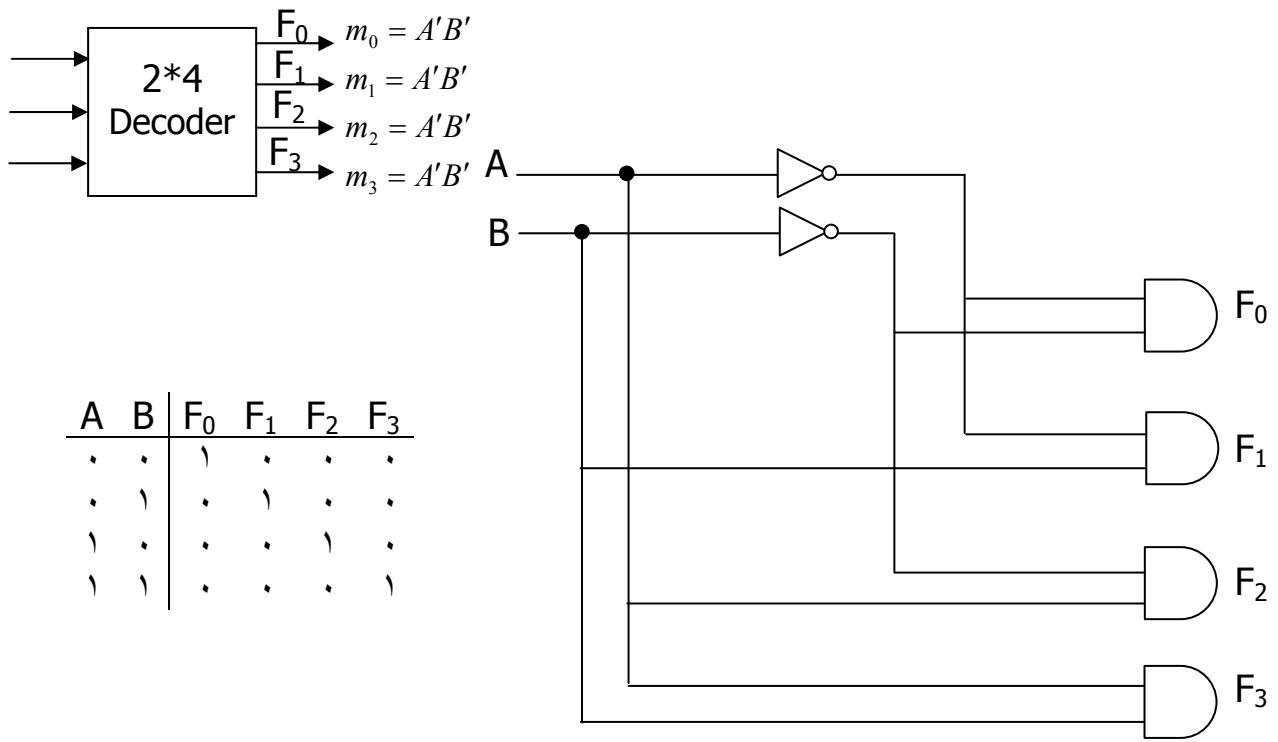 2*4
Decoder
F₀ m₀ = A′B′
F₁ m₁ = A′B′
F₂ m₂ = A′B′
F₃ m₃ = A′B′
A
B
F₀
F₁
F₂
F₃
A B F₀ F₁ F₂ F₃
٠ ٠ ١ ٠ ٠ ٠
٠ ١ ٠ ١ ٠ ٠
١ ٠ ٠ ٠ ١ ٠
١ ١ ٠ ٠ ٠ ١